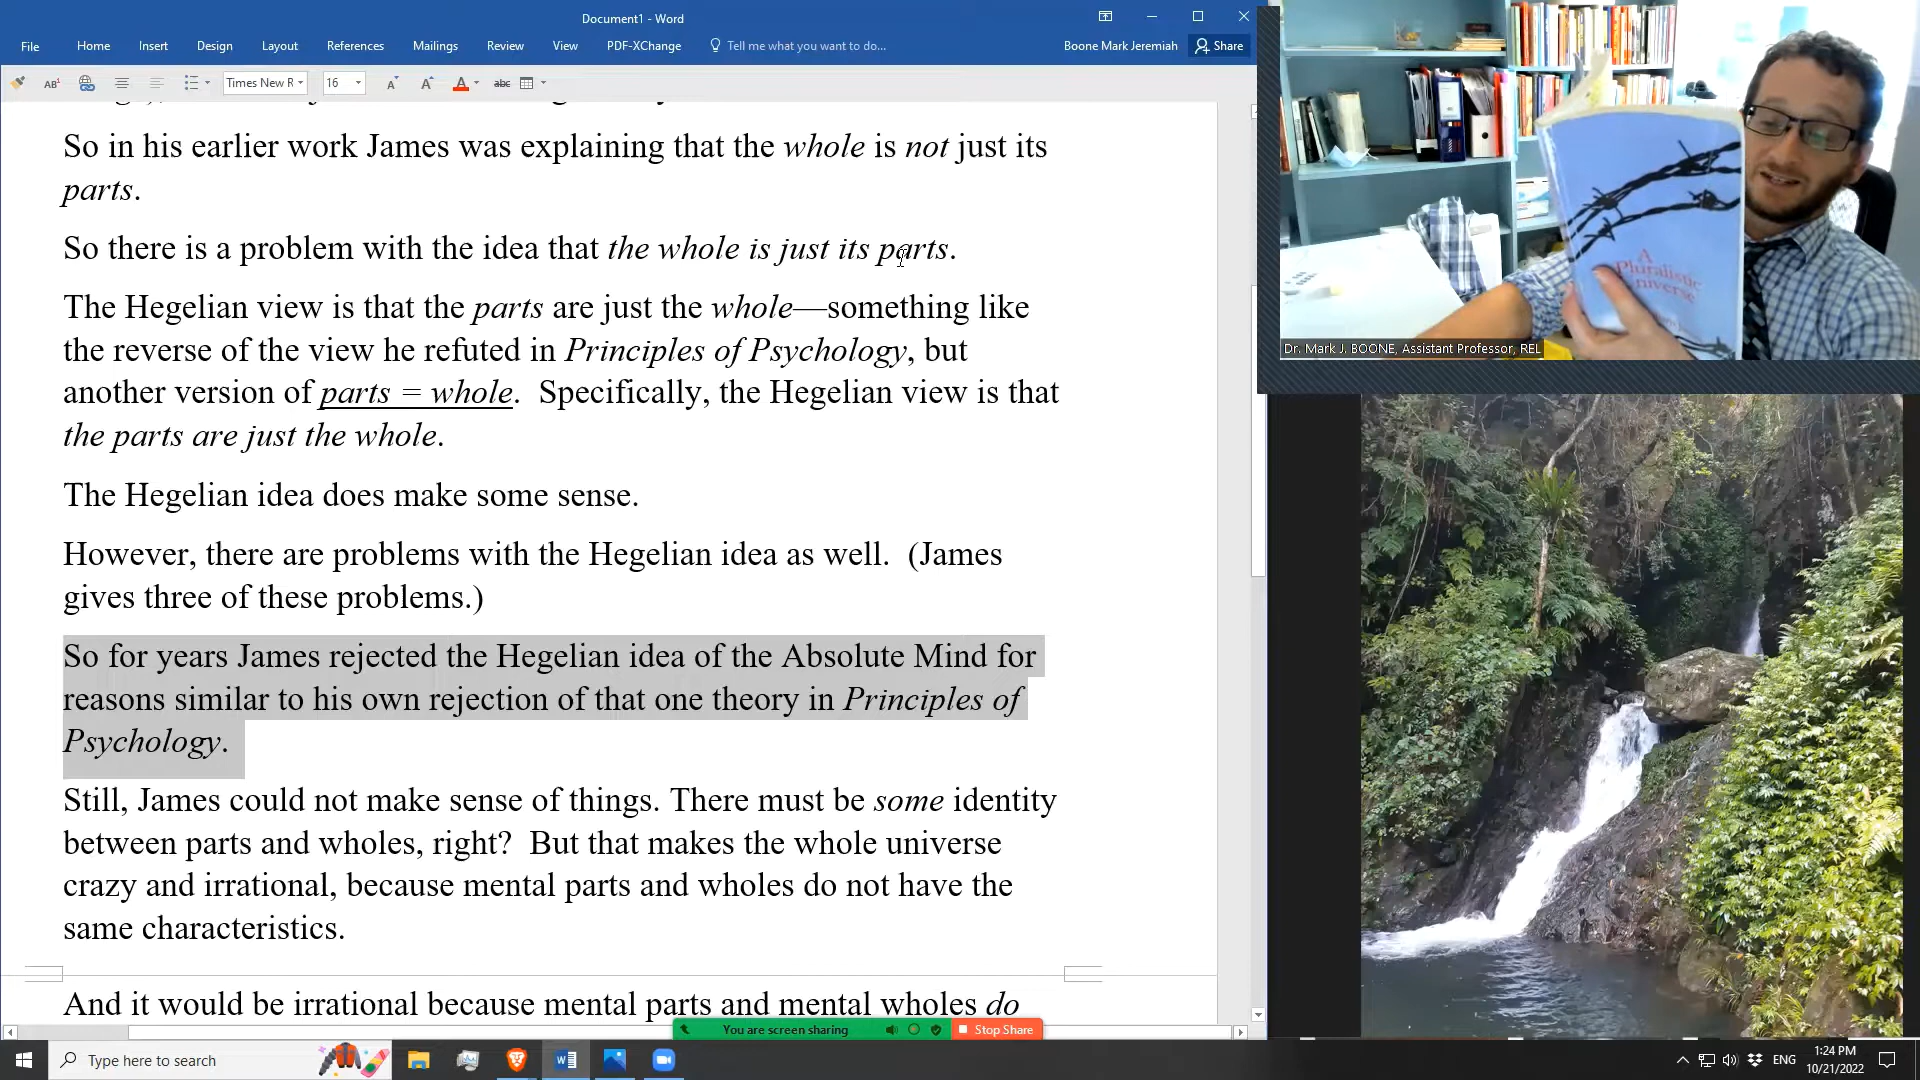 Document1 - Word
File Home Insert Design Layout References Mailings Review View PDF-XChange Tell me what you want to do... Boone Mark Jeremiah Share
Times New R 16
So in his earlier work James was explaining that the whole is not just its
parts.
So there is a problem with the idea that the whole is just its parts.
The Hegelian view is that the parts are just the whole—something like
the reverse of the view he refuted in Principles of Psychology, but
another version of parts = whole. Specifically, the Hegelian view is that
the parts are just the whole.
The Hegelian idea does make some sense.
However, there are problems with the Hegelian idea as well. (James
gives three of these problems.)
So for years James rejected the Hegelian idea of the Absolute Mind for
reasons similar to his own rejection of that one theory in Principles of
Psychology.
Still, James could not make sense of things. There must be some identity
between parts and wholes, right? But that makes the whole universe
crazy and irrational, because mental parts and wholes do not have the
same characteristics.
And it would be irrational because mental parts and mental wholes do
A
Pluralistic
Universe
Dr. Mark J. BOONE, Assistant Professor, REL
You are screen sharing Stop Share
Type here to search
ENG
1:24 PM
10/21/2022